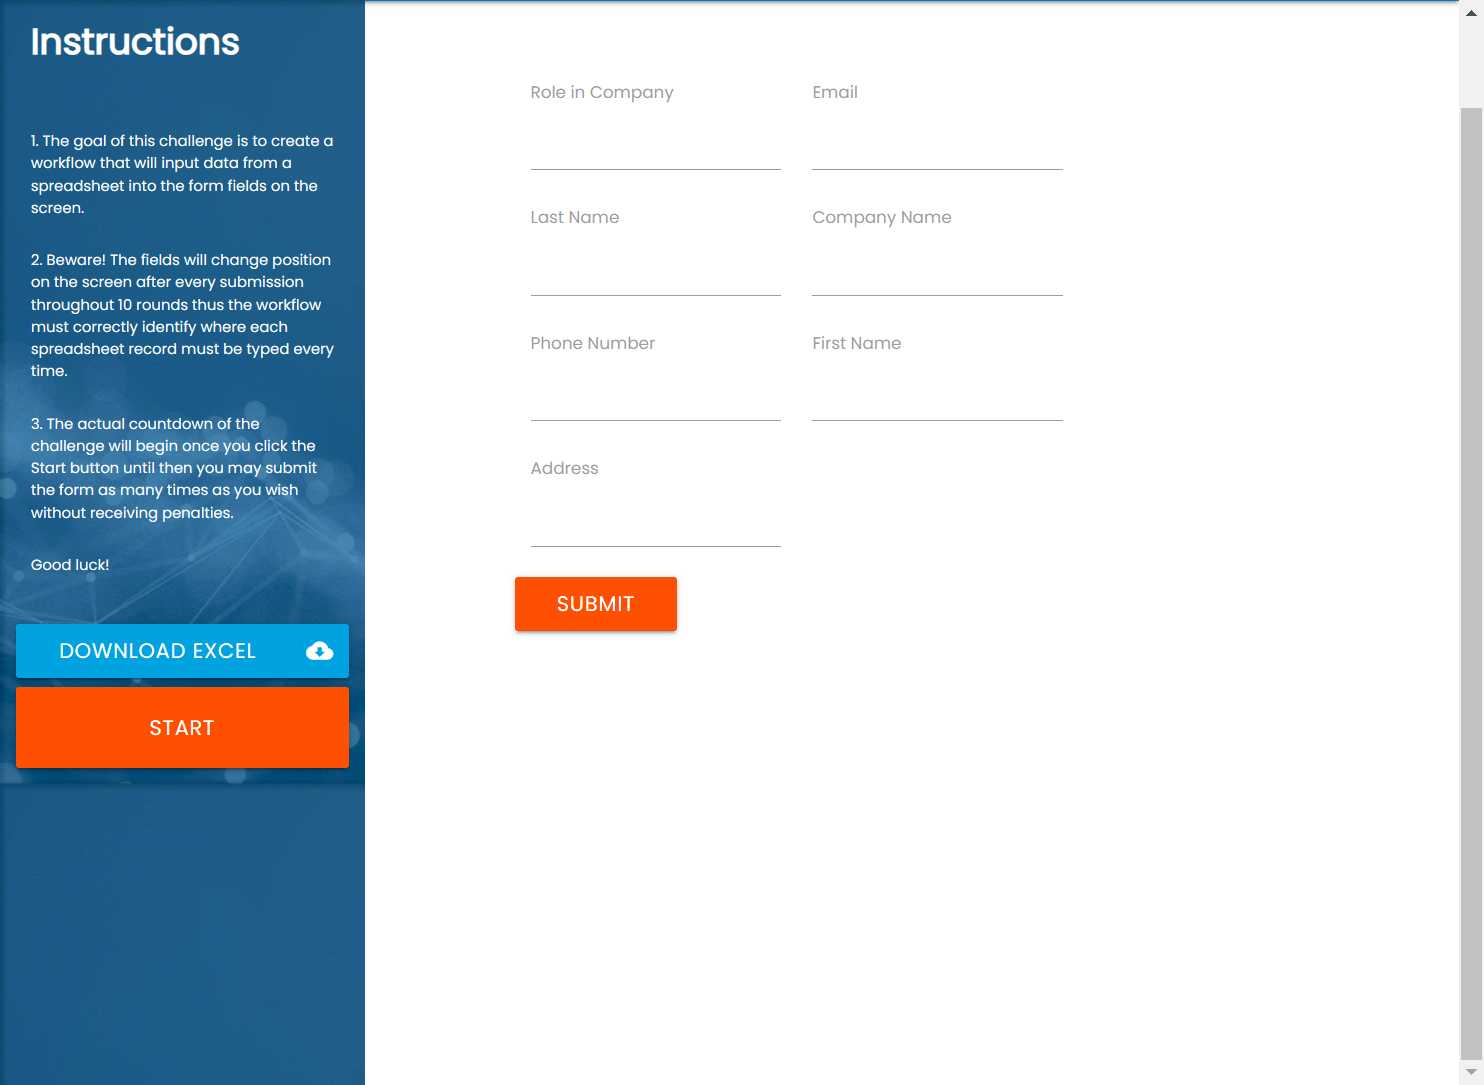 Instructions
1. The goal of this challenge is to create a
workflow that will input data from a
spreadsheet into the form fields on the
screen.
2. Beware! The fields will change position
on the screen after every submission
throughout 10 rounds thus the workflow
must correctly identify where each
spreadsheet record must be typed every
time.
3. The actual countdown of the
challenge will begin once you click the
Start button until then you may submit
the form as many times as you wish
without receiving penalties.
Good luck!
DOWNLOAD EXCEL
START
Role in Company
Email
Last Name
Company Name
Phone Number
First Name
Address
SUBMIT